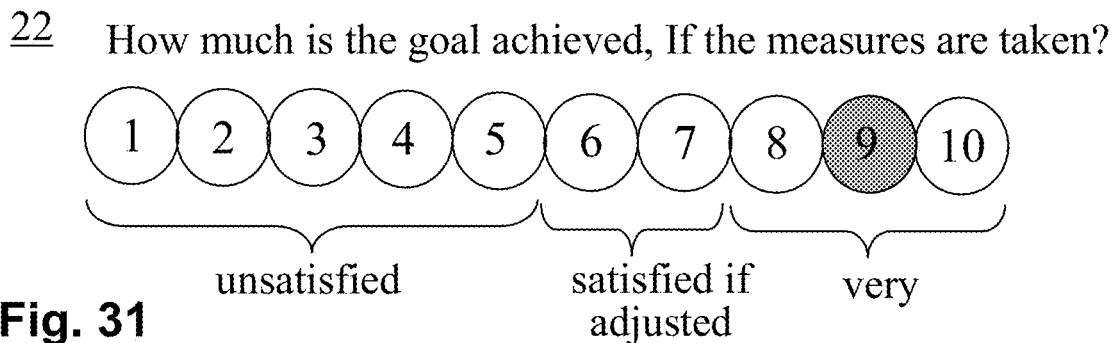 22 How much is the goal achieved, If the measures are taken?
1 2 3 4 5 6 7 8 9 10
unsatisfied satisfied if adjusted very
Fig. 31